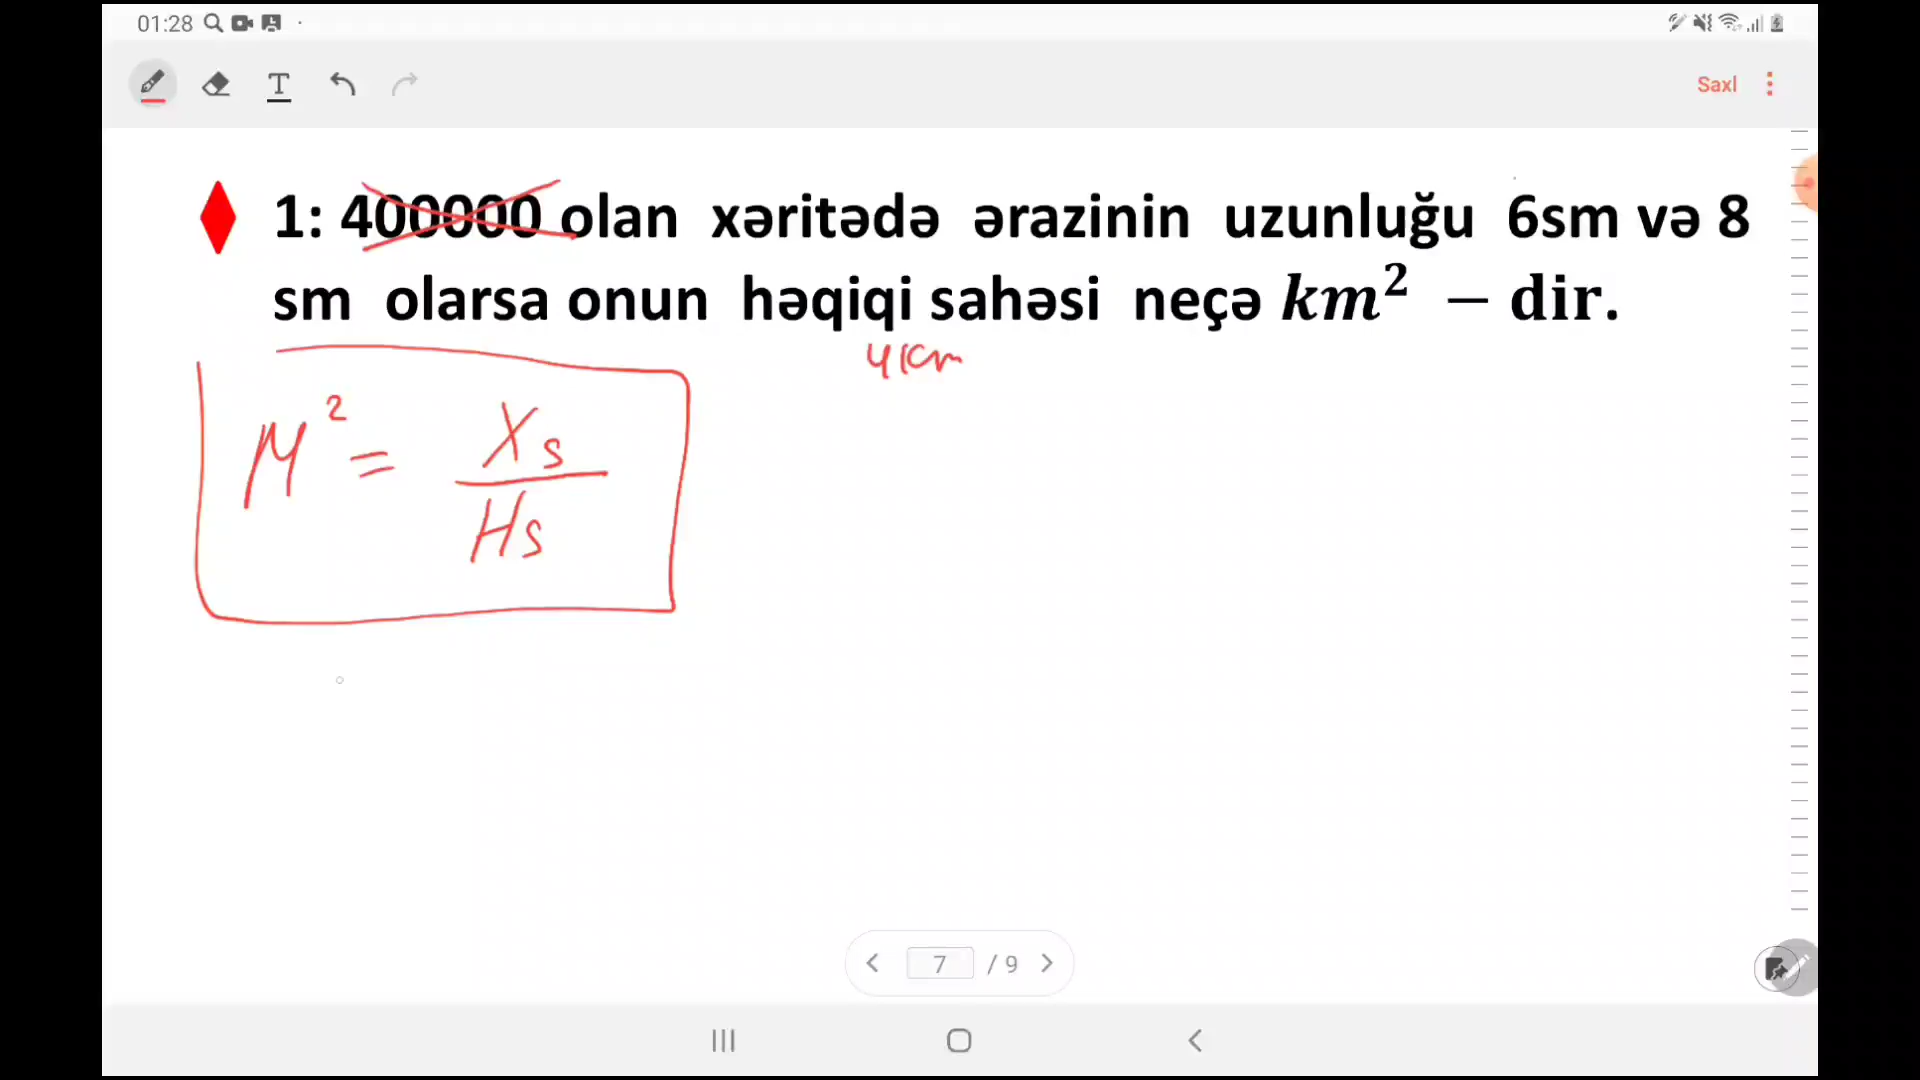 01:28
T
Saxl
1: 400000 olan xəritədə ərazinin uzunluğu 6sm və 8
sm olarsa onun həqiqi sahəsi neçə km² – dir.
4km
M² = Xs / Hs
7 / 9